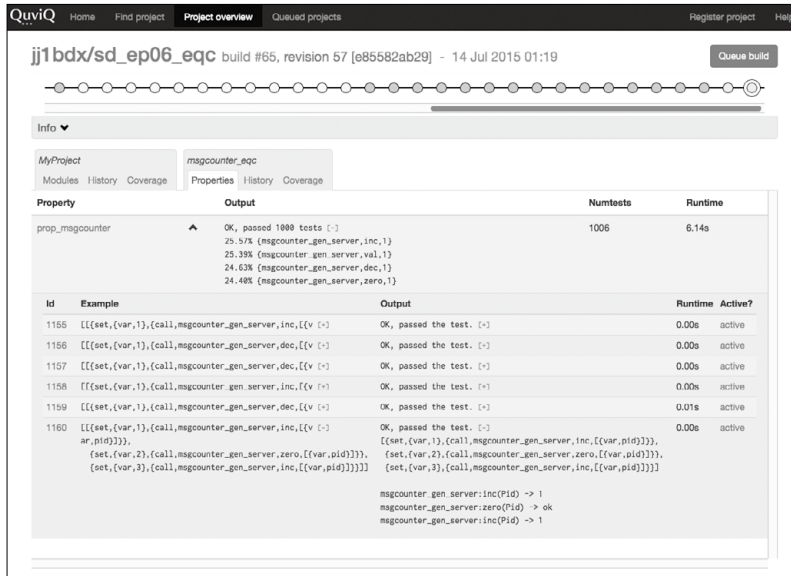 QuviQ Home Find project Project overview Queued projects Register project Help
jj1bdx/sd_ep06_eqc build #65, revision 57 [e85582ab29] - 14 Jul 2015 01:19 Queue build
Info
MyProject msgcounter_eqc
Modules History Coverage Properties History Coverage
Property Output Numtests Runtime
prop_msgcounter OK, passed 1000 tests [-] 1006 6.14s
25.57% {msgcounter_gen_server,inc,1}
25.39% {msgcounter_gen_server,val,1}
24.63% {msgcounter_gen_server,dec,1}
24.40% {msgcounter_gen_server,zero,1}
Id Example Output Runtime Active?
1155 [[{set,{var,1},{call,msgcounter_gen_server,inc,[{v [+] OK, passed the test. [+] 0.00s active
1156 [[{set,{var,1},{call,msgcounter_gen_server,dec,[{v [+] OK, passed the test. [+] 0.00s active
1157 [[{set,{var,1},{call,msgcounter_gen_server,dec,[{v [+] OK, passed the test. [+] 0.00s active
1158 [[{set,{var,1},{call,msgcounter_gen_server,inc,[{v [+] OK, passed the test. [+] 0.00s active
1159 [[{set,{var,1},{call,msgcounter_gen_server,dec,[{v [+] OK, passed the test. [+] 0.01s active
1160 [[{set,{var,1},{call,msgcounter_gen_server,inc,[{v [-] OK, passed the test. [-] 0.00s active
ar,pid}]}}, [{set,{var,1},{call,msgcounter_gen_server,inc,[{var,pid}]}},
{set,{var,2},{call,msgcounter_gen_server,zero,[{var,pid}]}}, {set,{var,2},{call,msgcounter_gen_server,zero,[{var,pid}]}},
{set,{var,3},{call,msgcounter_gen_server,inc,[{var,pid}]}}]] {set,{var,3},{call,msgcounter_gen_server,inc,[{var,pid}]}}]
msgcounter_gen_server:inc(Pid) -> 1
msgcounter_gen_server:zero(Pid) -> ok
msgcounter_gen_server:inc(Pid) -> 1